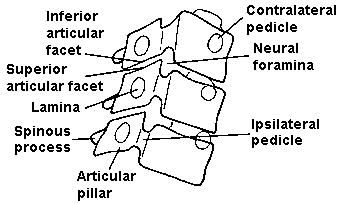 Inferior
articular
facet
Superior
articular facet
Lamina
Spinous
process
Articular
pillar
Contralateral
pedicle
Neural
foramina
Ipsilateral
pedicle